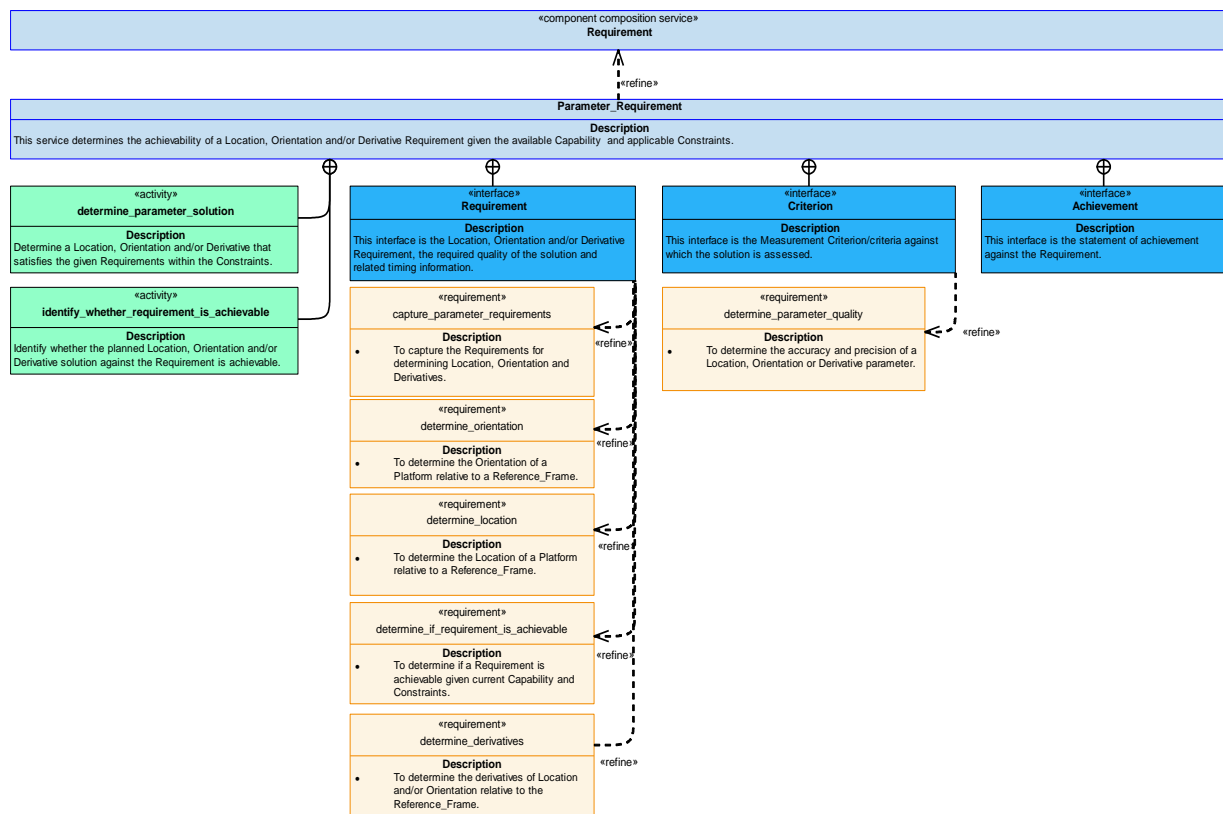 «component composition service»
Requirement
«refine»
Parameter_Requirement
Description
This service determines the achievability of a Location, Orientation and/or Derivative Requirement given the available Capability and applicable Constraints.
«activity»
determine_parameter_solution
Description
Determine a Location, Orientation and/or Derivative that
satisfies the given Requirements within the Constraints.
«activity»
identify_whether_requirement_is_achievable
Description
Identify whether the planned Location, Orientation and/or
Derivative solution against the Requirement is achievable.
«interface»
Requirement
Description
This interface is the Location, Orientation and/or Derivative
Requirement, the required quality of the solution and
related timing information.
«requirement»
capture_parameter_requirements
Description
• To capture the Requirements for
determining Location, Orientation and
Derivatives.
«refine»
«requirement»
determine_orientation
Description
• To determine the Orientation of a
Platform relative to a Reference_Frame.
«refine»
«requirement»
determine_location
Description
• To determine the Location of a Platform
relative to a Reference_Frame.
«refine»
«requirement»
determine_if_requirement_is_achievable
Description
• To determine if a Requirement is
achievable given current Capability and
Constraints.
«refine»
«requirement»
determine_derivatives
Description
• To determine the derivatives of Location
and/or Orientation relative to the
Reference_Frame.
«refine»
«interface»
Criterion
Description
This interface is the Measurement Criterion/criteria against
which the solution is assessed.
«requirement»
determine_parameter_quality
Description
• To determine the accuracy and precision of a
Location, Orientation or Derivative parameter.
«refine»
«interface»
Achievement
Description
This interface is the statement of achievement
against the Requirement.